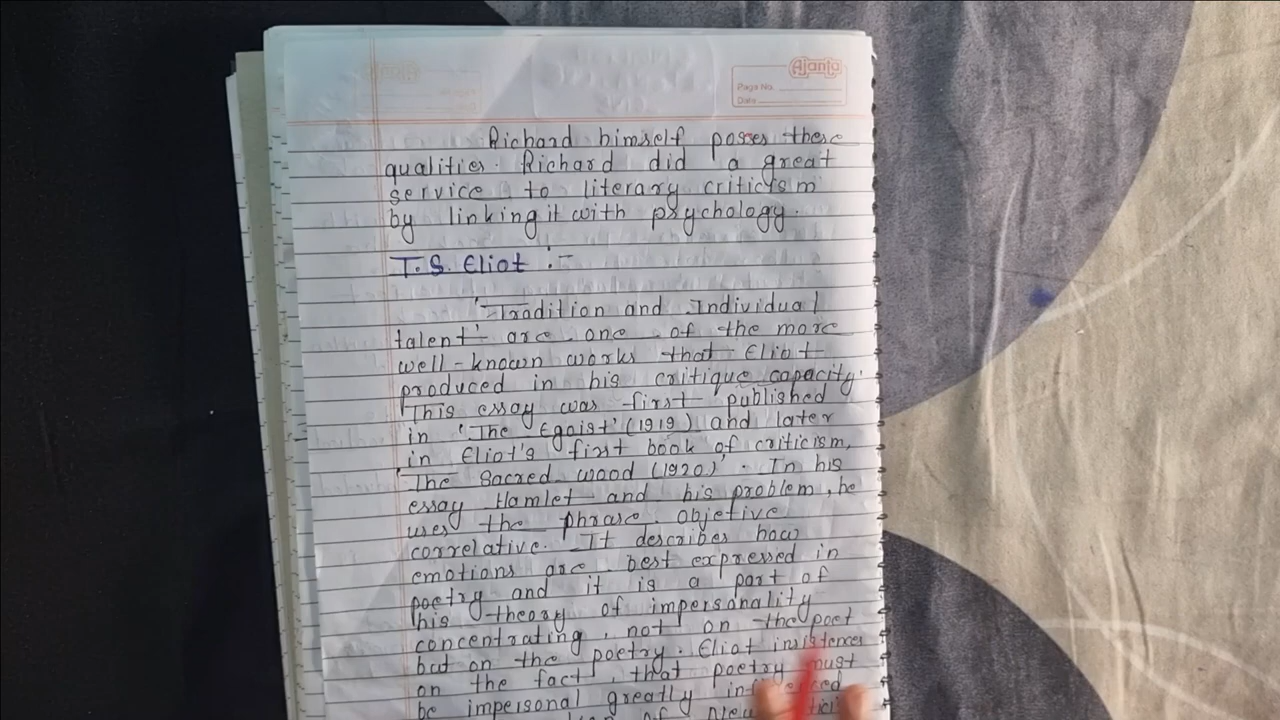 Ajanta
Page No.
Date
Richard himself posses these
qualities. Richard did a great
service to literary criticism
by linking it with psychology.
T.S. Eliot :-
'Tradition and Individual
talent' are one of the more
well-known works that Eliot
produced in his critique capacity.
This essay was first published
in 'The Egoist' (1919) and later
in Eliot's first book of criticism,
'The Sacred wood (1920)'. In his
essay Hamlet and his problem, he
uses the phrase objetive
correlative. It describes how
emotions are best expressed in
poetry and it is a part of
his theory of impersonality
concentrating, not on the poet
but on the poetry. Eliot insistences
on the fact, that poetry must
be impersonal greatly
of New